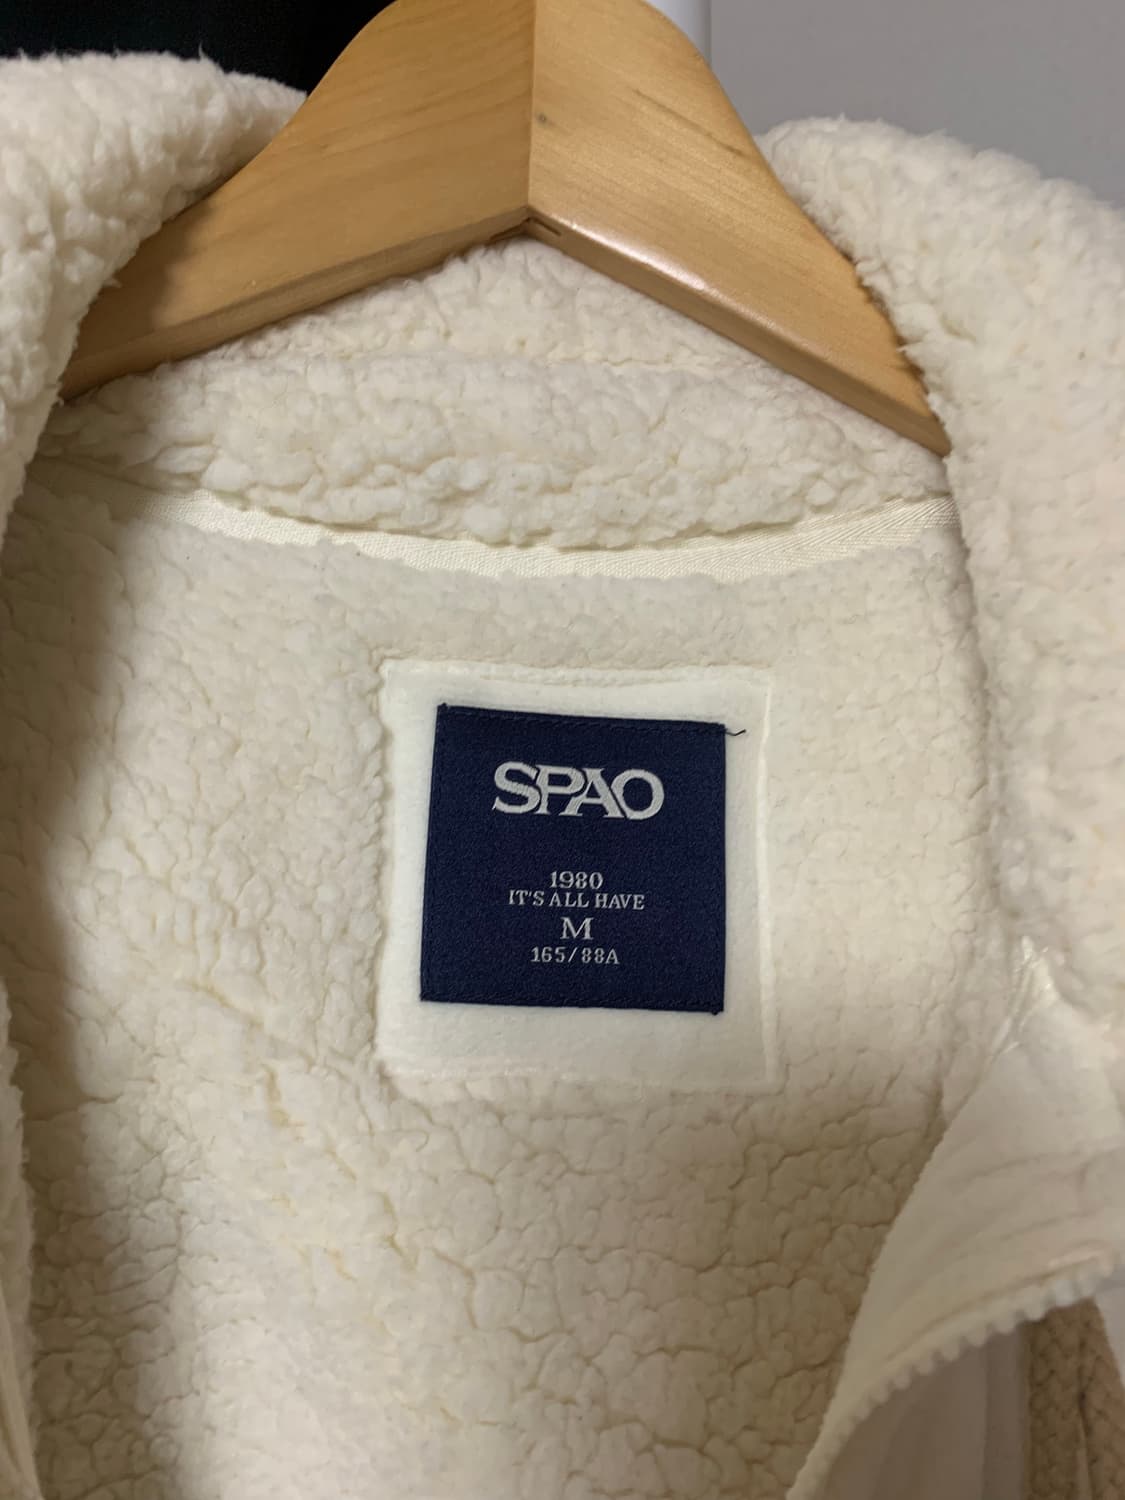 SPAO
1980
IT'S ALL HAVE
M
165/88A